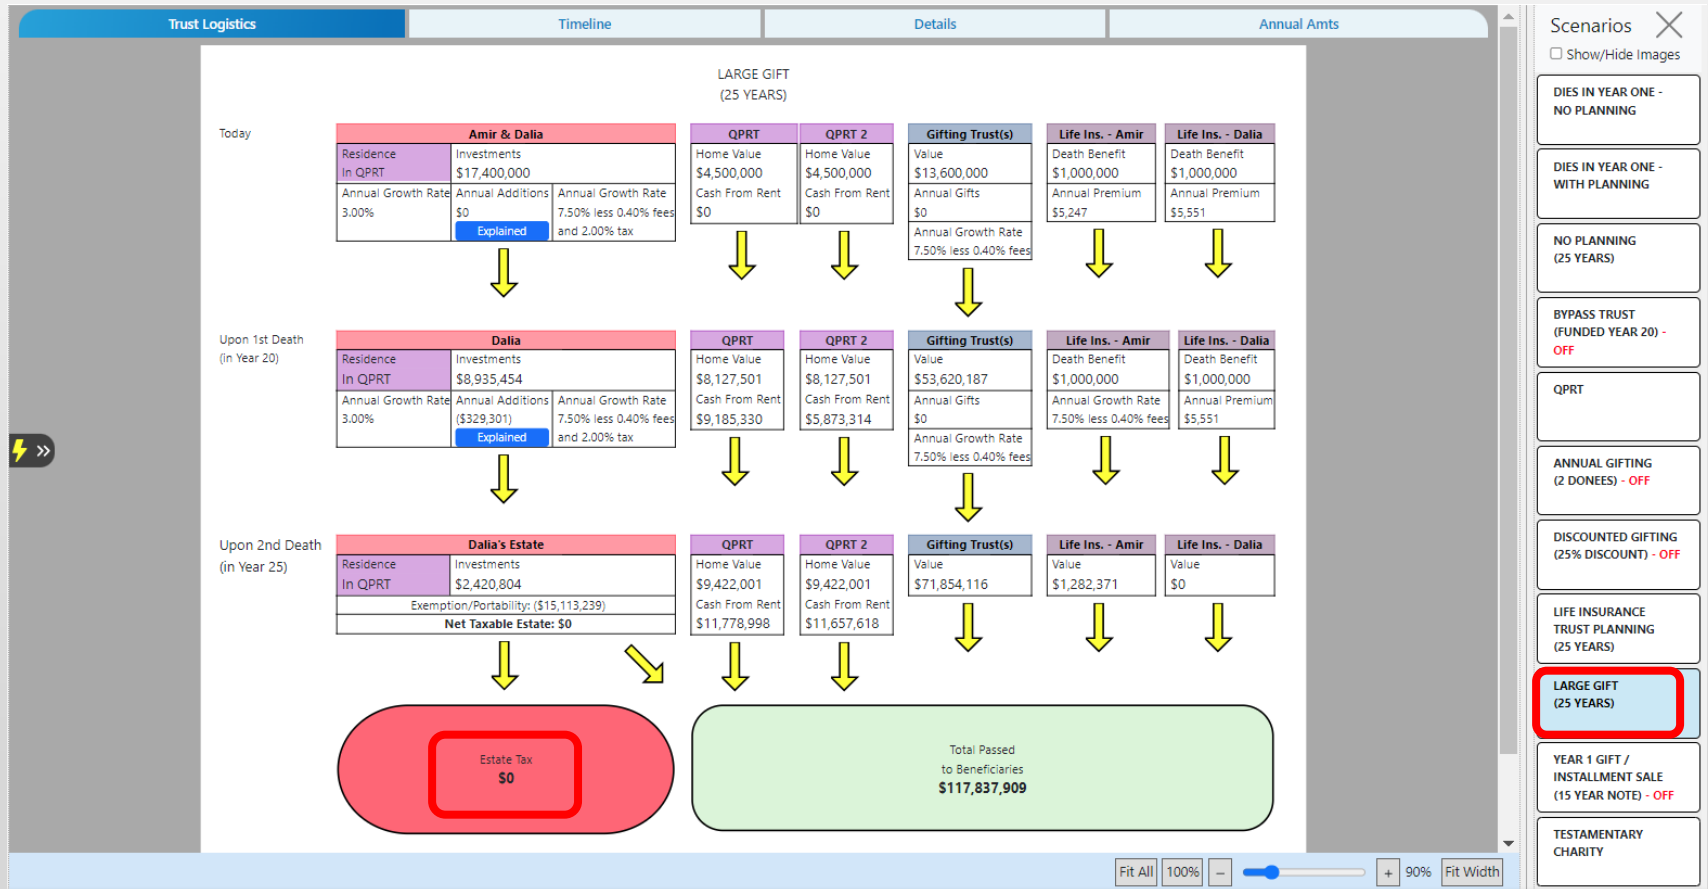 Trust Logistics
Timeline
Details
Annual Amts
Scenarios
Show/Hide Images
LARGE GIFT
(25 YEARS)
Today
Amir & Dalia
Residence
In QPRT
Investments
$17,400,000
Annual Growth Rate
3.00%
Annual Additions
$0
Explained
Annual Growth Rate
7.50% less 0.40% fees
and 2.00% tax
QPRT
Home Value
$4,500,000
Cash From Rent
$0
QPRT 2
Home Value
$4,500,000
Cash From Rent
$0
Gifting Trust(s)
Value
$13,600,000
Annual Gifts
$0
Annual Growth Rate
7.50% less 0.40% fees
Life Ins. - Amir
Death Benefit
$1,000,000
Annual Premium
$5,247
Life Ins. - Dalia
Death Benefit
$1,000,000
Annual Premium
$5,551
Upon 1st Death
(in Year 20)
Dalia
Residence
In QPRT
Investments
$8,935,454
Annual Growth Rate
3.00%
Annual Additions
($329,301)
Explained
Annual Growth Rate
7.50% less 0.40% fees
and 2.00% tax
QPRT
Home Value
$8,127,501
Cash From Rent
$9,185,330
QPRT 2
Home Value
$8,127,501
Cash From Rent
$5,873,314
Gifting Trust(s)
Value
$53,620,187
Annual Gifts
$0
Annual Growth Rate
7.50% less 0.40% fees
Life Ins. - Amir
Death Benefit
$1,000,000
Annual Growth Rate
7.50% less 0.40% fees
Life Ins. - Dalia
Death Benefit
$1,000,000
Annual Premium
$5,551
Upon 2nd Death
(in Year 25)
Dalia's Estate
Residence
In QPRT
Investments
$2,420,804
Exemption/Portability: ($15,113,239)
Net Taxable Estate: $0
QPRT
Home Value
$9,422,001
Cash From Rent
$11,778,998
QPRT 2
Home Value
$9,422,001
Cash From Rent
$11,657,618
Gifting Trust(s)
Value
$71,854,116
Life Ins. - Amir
Value
$1,282,371
Life Ins. - Dalia
Value
$0
Estate Tax
$0
Total Passed
to Beneficiaries
$117,837,909
DIES IN YEAR ONE -
NO PLANNING
DIES IN YEAR ONE -
WITH PLANNING
NO PLANNING
(25 YEARS)
BYPASS TRUST
(FUNDED YEAR 20) -
OFF
QPRT
ANNUAL GIFTING
(2 DONEES) - OFF
DISCOUNTED GIFTING
(25% DISCOUNT) - OFF
LIFE INSURANCE
TRUST PLANNING
(25 YEARS)
LARGE GIFT
(25 YEARS)
YEAR 1 GIFT /
INSTALLMENT SALE
(15 YEAR NOTE) - OFF
TESTAMENTARY
CHARITY
Fit All
100%
−
+
90%
Fit Width